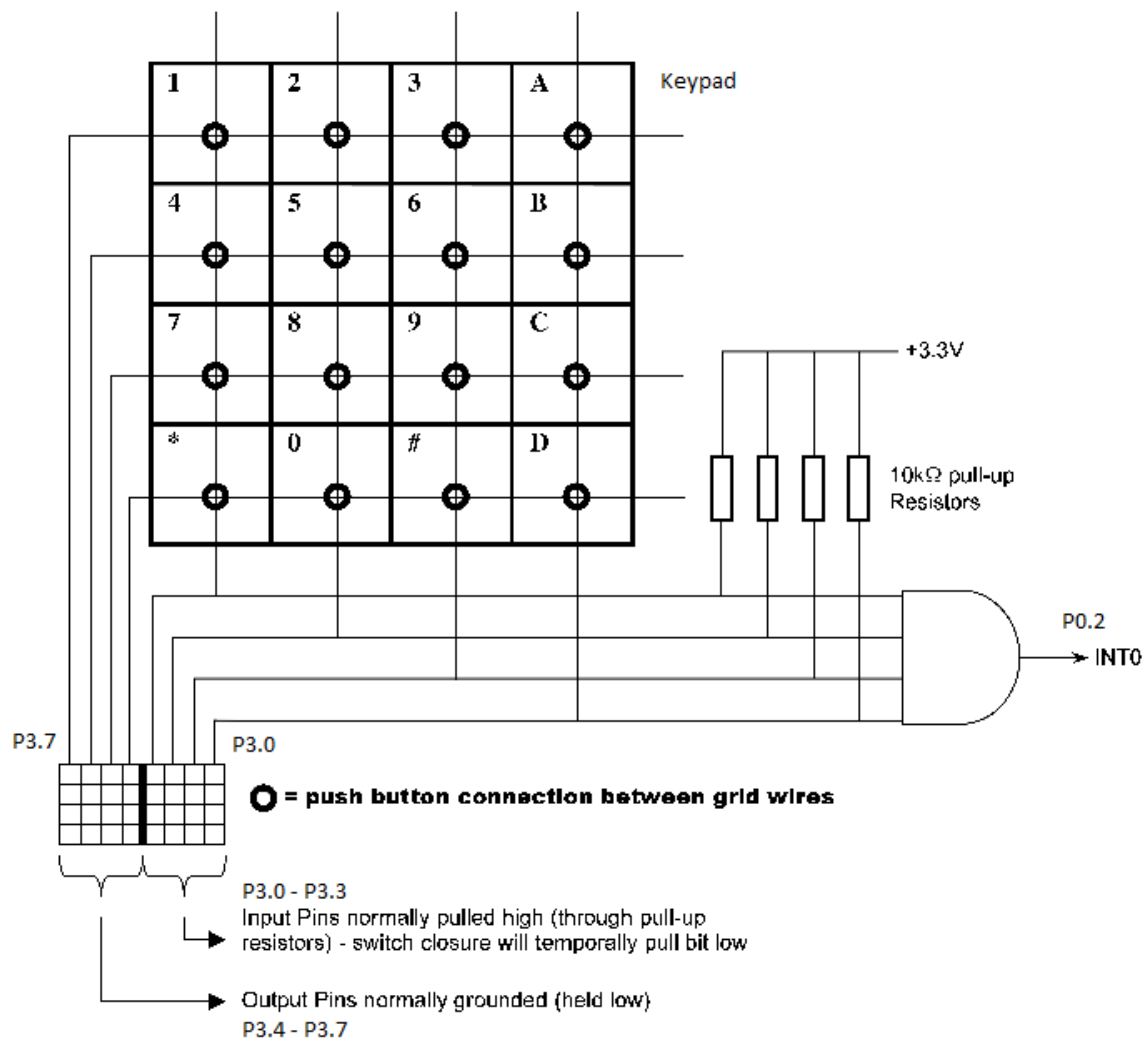 1 2 3 A
Keypad
4 5 6 B
7 8 9 C
+3.3V
* 0 # D
10kΩ pull-up
Resistors
P0.2
INT0
P3.7
P3.0
= push button connection between grid wires
P3.0 - P3.3
Input Pins normally pulled high (through pull-up
resistors) - switch closure will temporally pull bit low
Output Pins normally grounded (held low)
P3.4 - P3.7